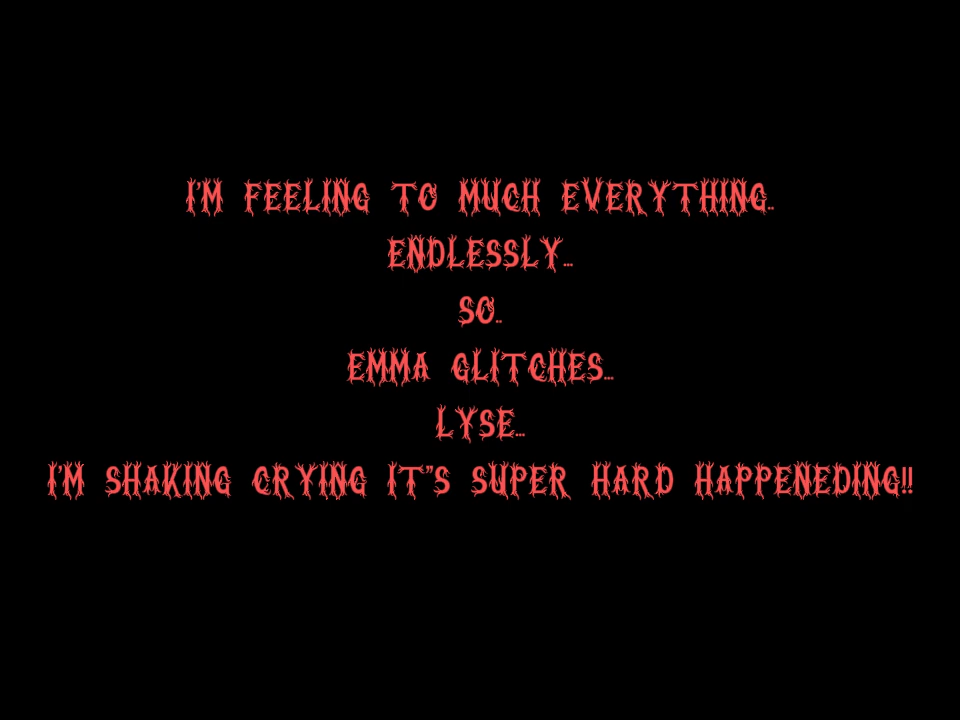 I'M FEELING TO MUCH EVERYTHING..
ENDLESSLY...
SO..
EMMA GLITCHES...
LYSE...
I'M SHAKING CRYING IT"S SUPER HARD HAPPENEDING!!